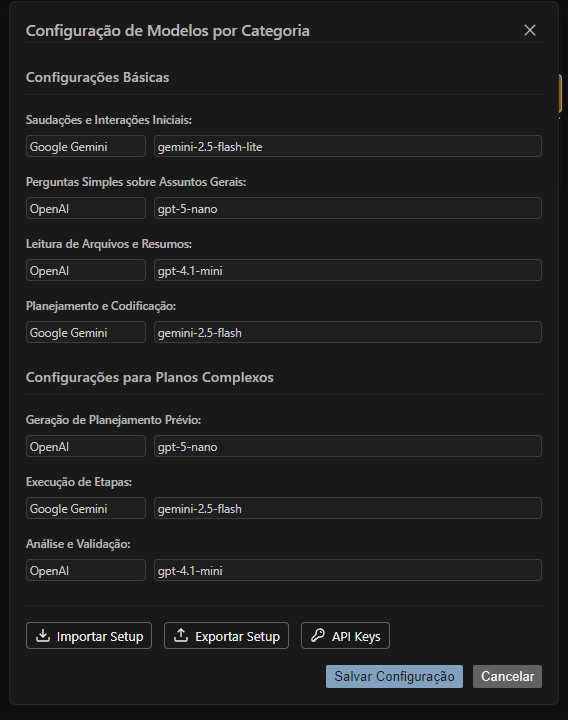 Configuração de Modelos por Categoria
Configurações Básicas
Saudações e Interações Iniciais:
Google Gemini gemini-2.5-flash-lite
Perguntas Simples sobre Assuntos Gerais:
OpenAI gpt-5-nano
Leitura de Arquivos e Resumos:
OpenAI gpt-4.1-mini
Planejamento e Codificação:
Google Gemini gemini-2.5-flash
Configurações para Planos Complexos
Geração de Planejamento Prévio:
OpenAI gpt-5-nano
Execução de Etapas:
Google Gemini gemini-2.5-flash
Análise e Validação:
OpenAI gpt-4.1-mini
Importar Setup Exportar Setup API Keys
Salvar Configuração Cancelar